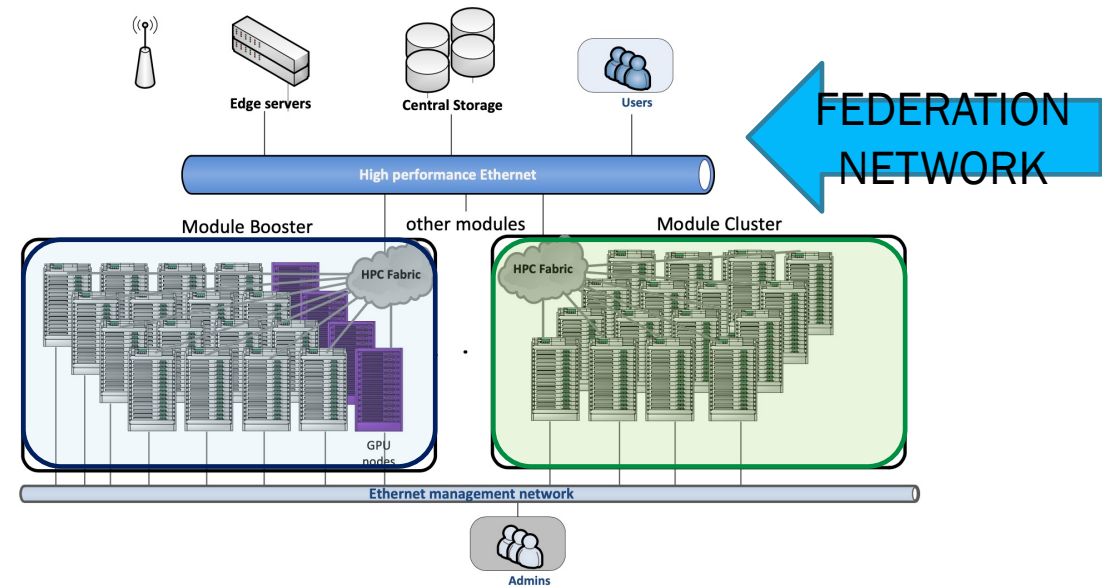 Edge servers
Central Storage
Users
FEDERATION
NETWORK
High performance Ethernet
Module Booster
other modules
Module Cluster
HPC Fabric
HPC Fabric
GPU
nodes
Ethernet management network
Admins